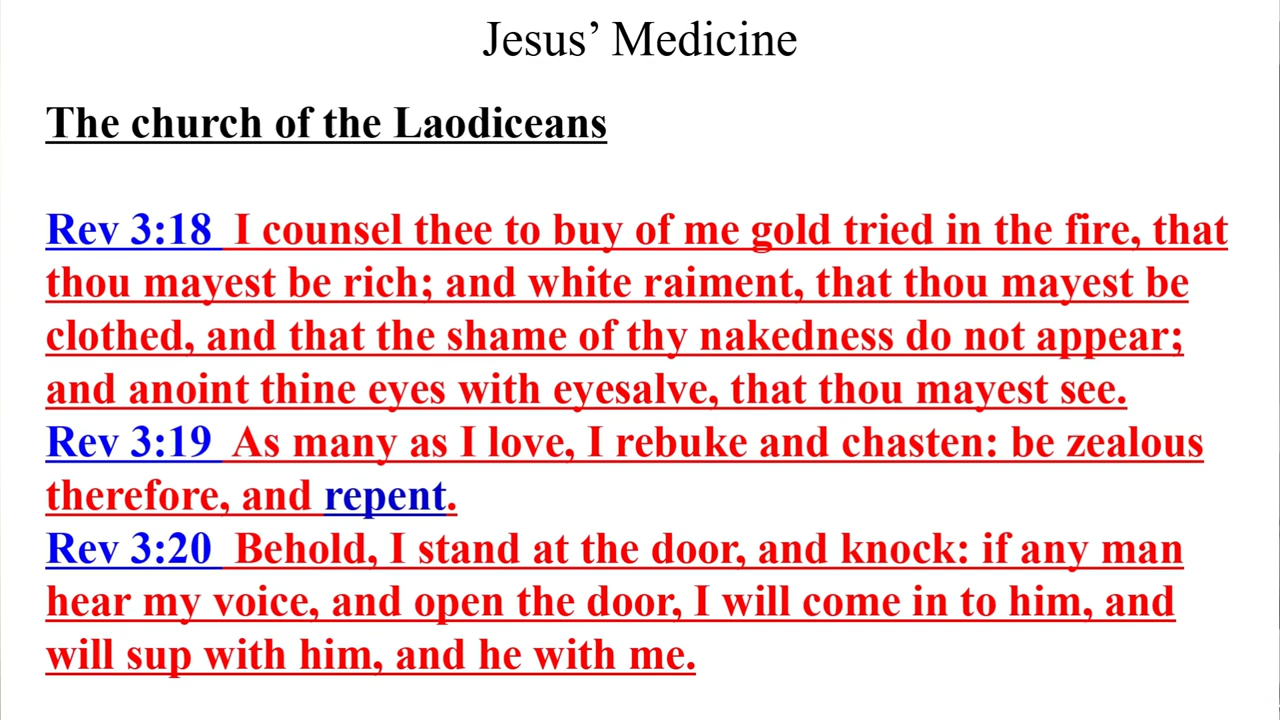 Jesus’ Medicine
The church of the Laodiceans
Rev 3:18 I counsel thee to buy of me gold tried in the fire, that
thou mayest be rich; and white raiment, that thou mayest be
clothed, and that the shame of thy nakedness do not appear;
and anoint thine eyes with eyesalve, that thou mayest see.
Rev 3:19 As many as I love, I rebuke and chasten: be zealous
therefore, and repent.
Rev 3:20 Behold, I stand at the door, and knock: if any man
hear my voice, and open the door, I will come in to him, and
will sup with him, and he with me.